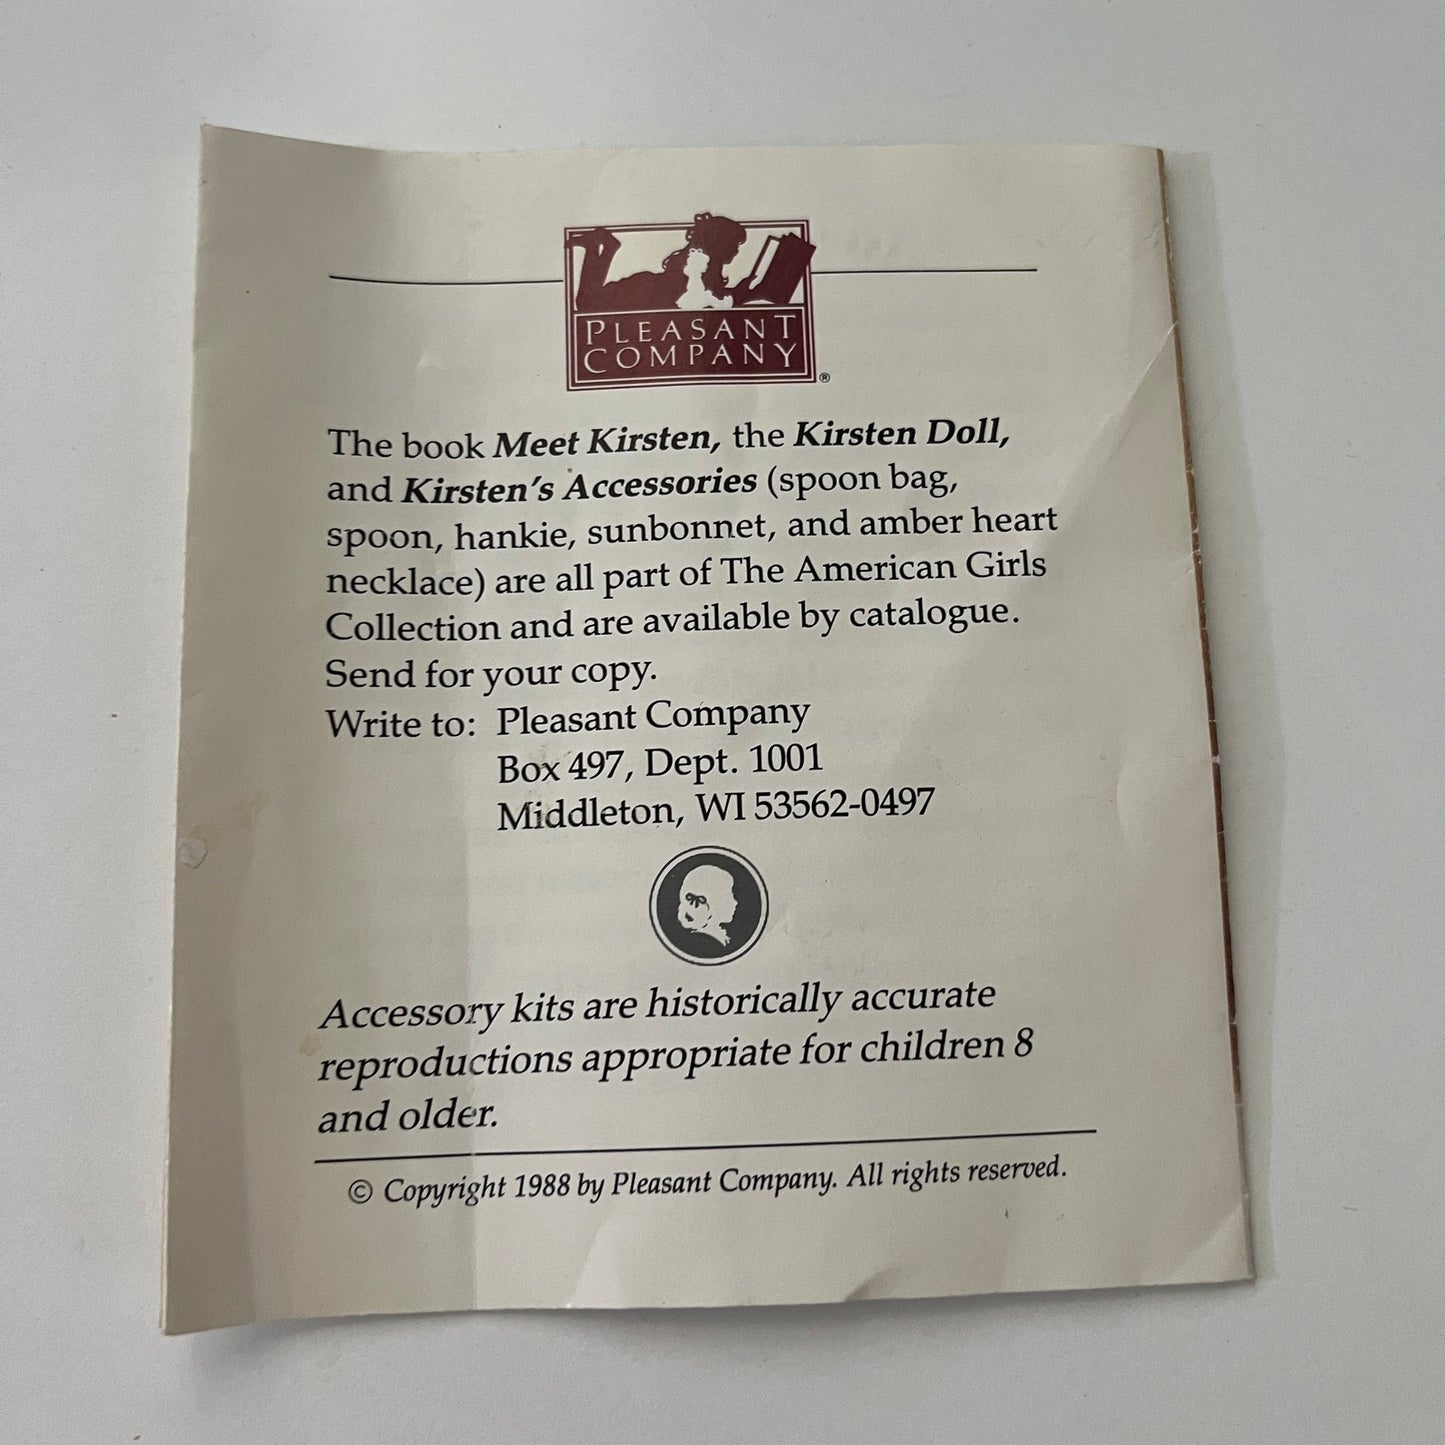 PLEASANT
COMPANY
®
The book Meet Kirsten, the Kirsten Doll,
and Kirsten's Accessories (spoon bag,
spoon, hankie, sunbonnet, and amber heart
necklace) are all part of The American Girls
Collection and are available by catalogue.
Send for your copy.
Write to: Pleasant Company
Box 497, Dept. 1001
Middleton, WI 53562-0497
Accessory kits are historically accurate
reproductions appropriate for children 8
and older.
© Copyright 1988 by Pleasant Company. All rights reserved.